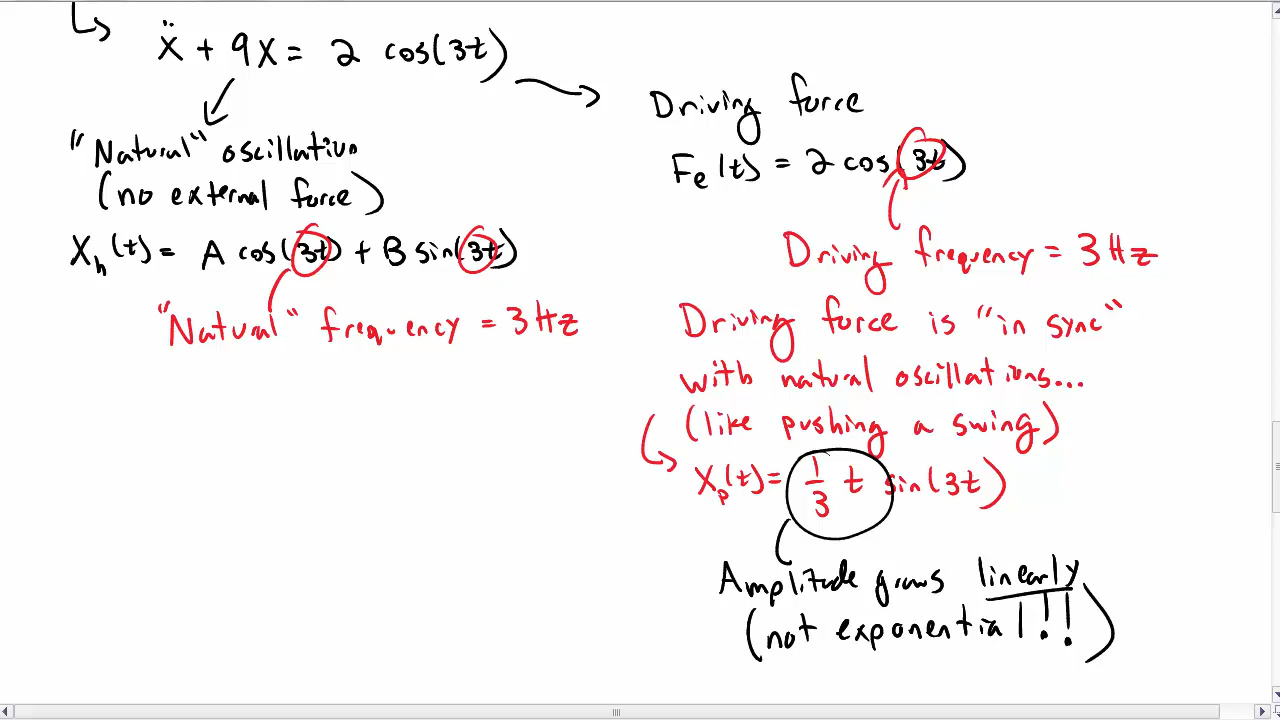 ẍ + 9x = 2 cos(3t)
"Natural" oscillation
(no external force)
Xh(t) = A cos(3t) + B sin(3t)
"Natural" frequency = 3 Hz
Driving force
Fe(t) = 2 cos(3t)
Driving frequency = 3 Hz
Driving force is "in sync"
with natural oscillations...
(like pushing a swing)
Xp(t) = 1/3 t sin(3t)
Amplitude grows linearly
(not exponential!!)